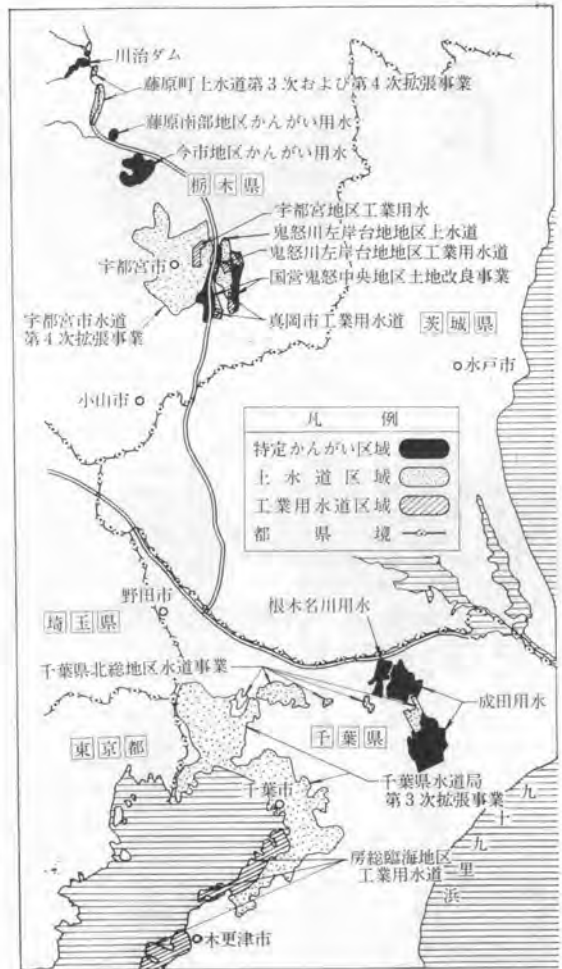 川治ダム
藤原町上水道第3次および第4次拡張事業
藤原南部地区かんがい用水
今市地区かんがい用水
栃木県
宇都宮地区工業用水
鬼怒川左岸台地地区上水道
鬼怒川左岸台地地区工業用水道
宇都宮市
国営鬼怒中央地区土地改良事業
真岡市工業用水道
宇都宮市水道
第4次拡張事業
茨城県
水戸市
小山市
凡例
特定かんがい区域
上水道区域
工業用水道区域
都県境
野田市
根木名川用水
埼玉県
千葉県北総地区水道事業
成田用水
千葉県
東京都
千葉県水道局
第3次拡張事業
千葉市
九十九里浜
房総臨海地区
工業用水道
木更津市